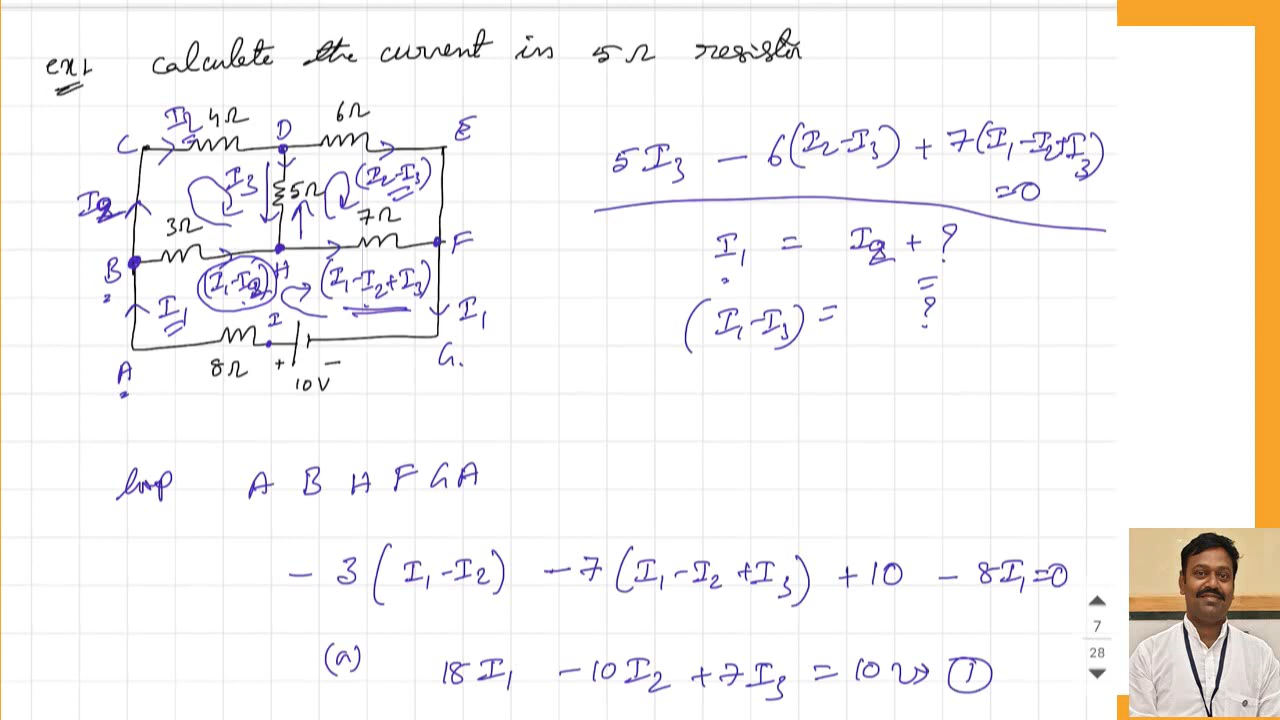 ex1 calculate the current in 5Ω resistor
I2 4Ω D 6Ω E
C
I3 5Ω (I2-I3)
I2
3Ω 7Ω
B H F
(I1-I2) (I1-I2+I3)
I1 I I1
A 8Ω + 10V - G.
5I3 - 6(I2-I3) + 7(I1-I2+I3)
=0
I1 = I2 + ?
(I1-I3) = ?
loop A B H F G A
- 3(I1-I2) -7(I1-I2+I3) +10 - 8I1=0
(a) 18I1 -10I2 +7I3 = 10 → ①
7
28